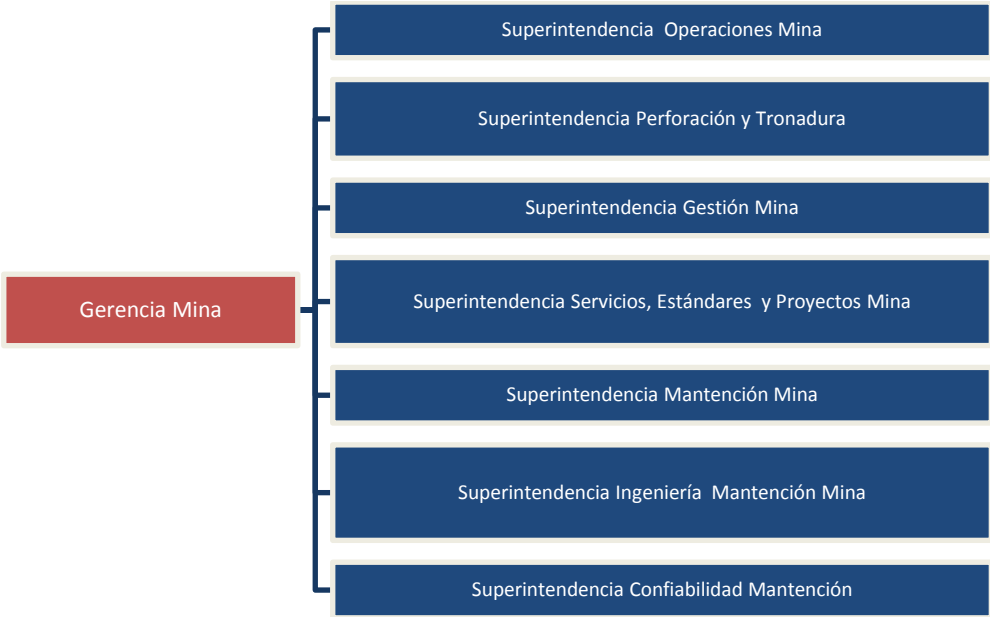 Superintendencia Operaciones Mina
Superintendencia Perforación y Tronadura
Superintendencia Gestión Mina
Gerencia Mina
Superintendencia Servicios, Estándares y Proyectos Mina
Superintendencia Mantención Mina
Superintendencia Ingeniería Mantención Mina
Superintendencia Confiabilidad Mantención